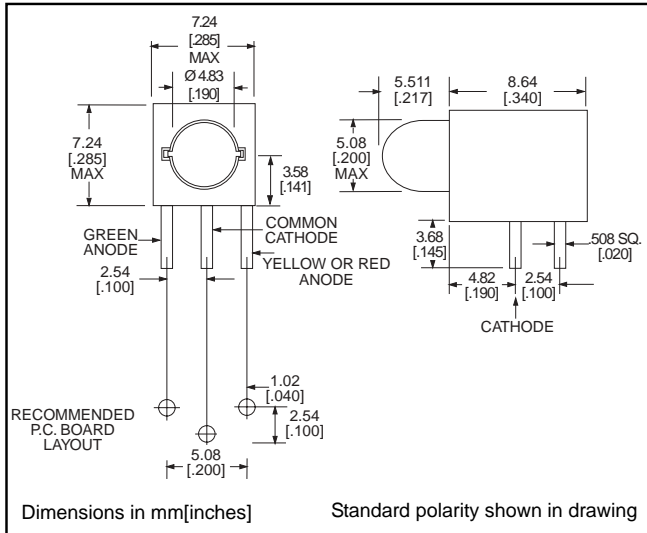 7.24
[.285]
MAX
Ø 4.83
[.190]
7.24
[.285]
MAX
3.58
[.141]
GREEN
ANODE
COMMON
CATHODE
YELLOW OR RED
ANODE
2.54
[.100]
1.02
[.040]
RECOMMENDED
P.C. BOARD
LAYOUT
2.54
[.100]
5.08
[.200]
5.511
[.217]
8.64
[.340]
5.08
[.200]
MAX
3.68
[.145]
.508 SQ.
[.020]
4.82
[.190]
2.54
[.100]
CATHODE
Dimensions in mm[inches]
Standard polarity shown in drawing